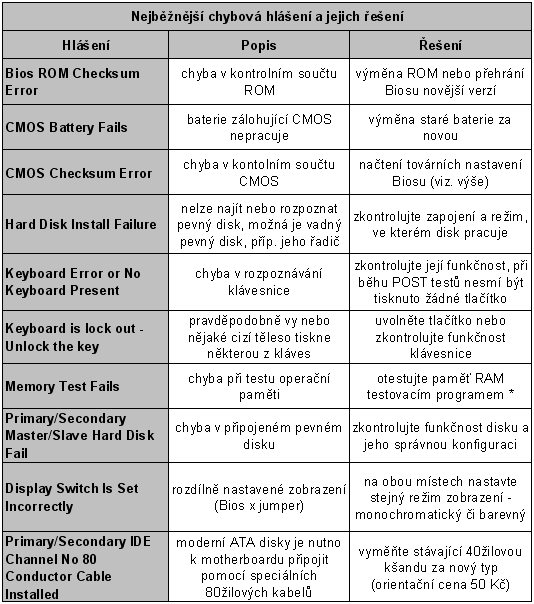 Nejběžnější chybová hlášení a jejich řešení
Hlášení
Popis
Řešení
Bios ROM Checksum
Error
chyba v kontrolním součtu
ROM
výměna ROM nebo přehrání
Biosu novější verzí
CMOS Battery Fails
baterie zálohující CMOS
nepracuje
výměna staré baterie za
novou
CMOS Checksum Error
chyba v kontolním součtu
CMOS
načtení továrních nastavení
Biosu (viz. výše)
Hard Disk Install Failure
nelze najít nebo rozpoznat
pevný disk, možná je vadný
pevný disk, příp. jeho řadič
zkontrolujte zapojení a režim,
ve kterém disk pracuje
Keyboard Error or No
Keyboard Present
chyba v rozpoznávání
klávesnice
zkontrolujte její funkčnost, při
běhu POST testů nesmí být
tisknuto žádné tlačítko
Keyboard is lock out -
Unlock the key
pravděpodobně vy nebo
nějaké cizí těleso tiskne
některou z kláves
uvolněte tlačítko nebo
zkontrolujte funkčnost
klávesnice
Memory Test Fails
chyba při testu operační
paměti
otestujte paměť RAM
testovacím programem *
Primary/Secondary
Master/Slave Hard Disk
Fail
chyba v připojeném pevném
disku
zkontrolujte funkčnost disku a
jeho správnou konfiguraci
Display Switch Is Set
Incorrectly
rozdílně nastavené zobrazení
(Bios x jumper)
na obou místech nastavte
stejný režim zobrazení -
monochromatický či barevný
Primary/Secondary IDE
Channel No 80
Conductor Cable
Installed
moderní ATA disky je nutno
k motherboardu připojit
pomocí speciálních
80žilových kabelů
vyměňte stávající 40žilovou
kšandu za nový typ
(orientační cena 50 Kč)